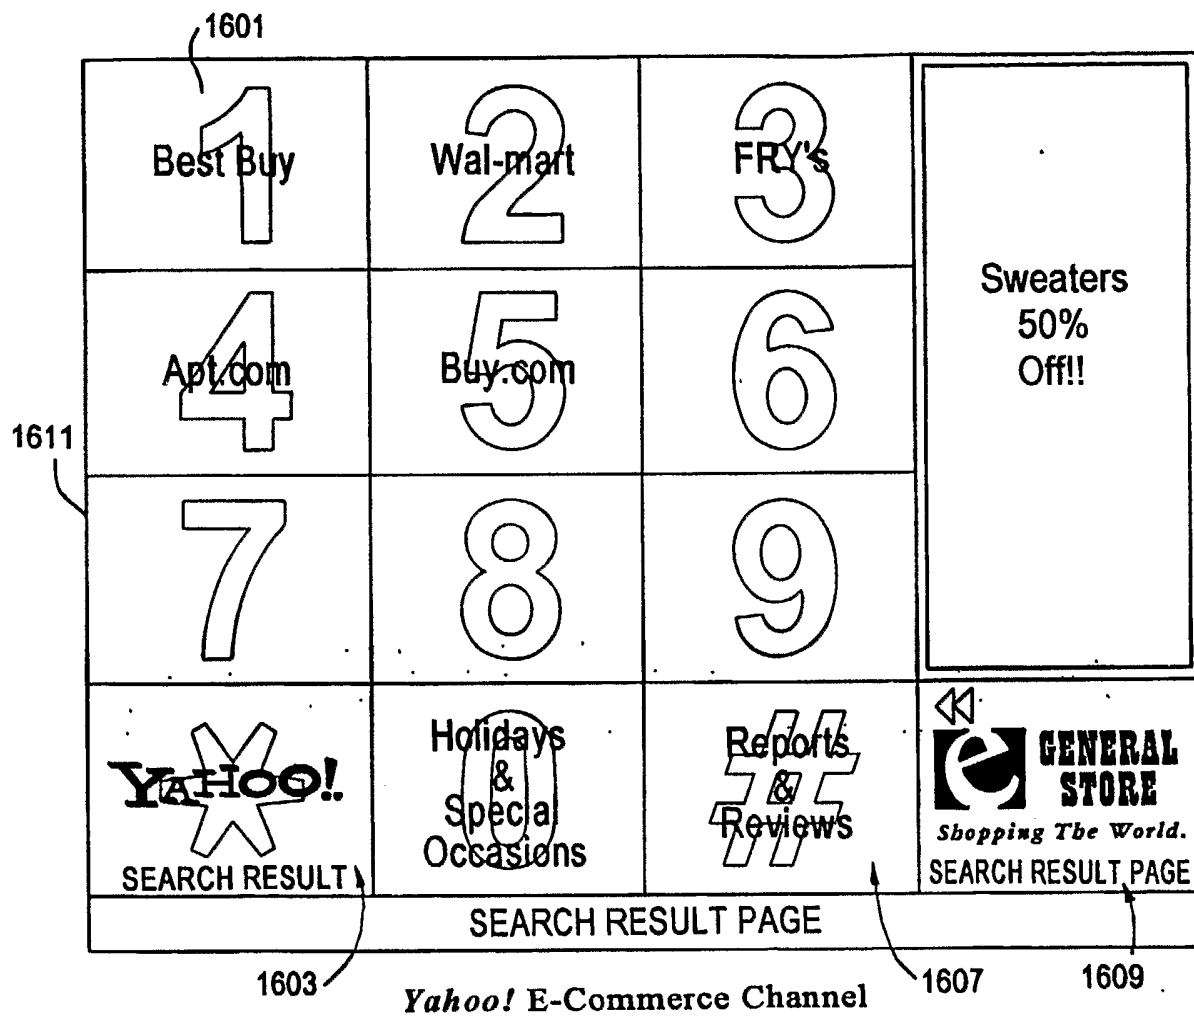 1601
1
Best Buy
2
Wal-mart
3
FRY's
Sweaters
50%
Off!!
4
Apt.com
5
Buy.com
6
1611
7
8
9
*
YAHOO!
SEARCH RESULT
0
Holidays
&
Special
Occasions
#
Reports
&
Reviews
e GENERAL
STORE
Shopping The World.
SEARCH RESULT PAGE
SEARCH RESULT PAGE
1603
1607
1609
Yahoo! E-Commerce Channel